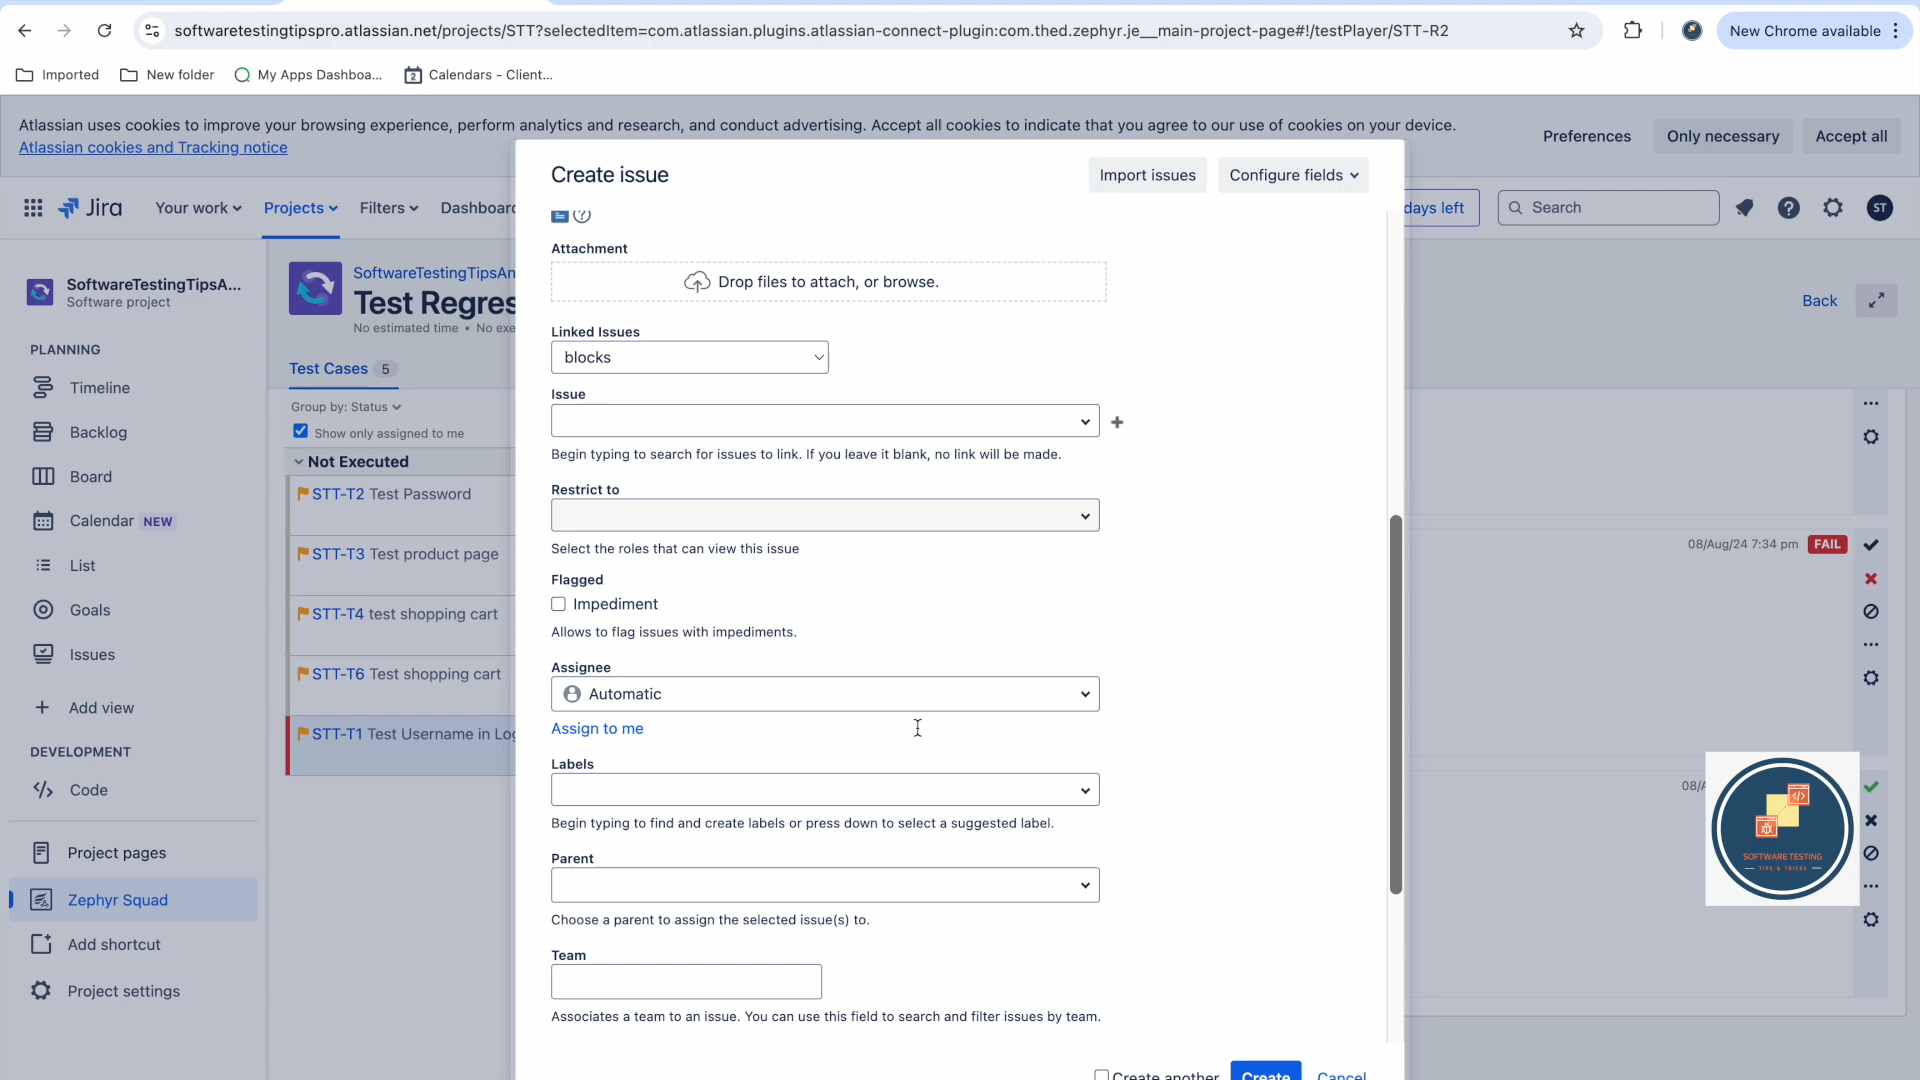 softwaretestingtipspro.atlassian.net/projects/STT?selectedItem=com.atlassian.plugins.atlassian-connect-plugin:com.thed.zephyr.je__main-project-page#!/testPlayer/STT-R2
New Chrome available
Imported
New folder
My Apps Dashboa...
Calendars - Client...
Atlassian uses cookies to improve your browsing experience, perform analytics and research, and conduct advertising. Accept all cookies to indicate that you agree to our use of cookies on your device.
Atlassian cookies and Tracking notice
Preferences
Only necessary
Accept all
Jira
Your work
Projects
Filters
Dashboard
days left
Search
ST
SoftwareTestingTipsA...
Software project
PLANNING
Timeline
Backlog
Board
Calendar NEW
List
Goals
Issues
Add view
DEVELOPMENT
Code
Project pages
Zephyr Squad
Add shortcut
Project settings
SoftwareTestingTipsAn
Test Regres
No estimated time • No exe
Back
Test Cases 5
Group by: Status
Show only assigned to me
Not Executed
STT-T2 Test Password
STT-T3 Test product page
STT-T4 test shopping cart
STT-T6 Test shopping cart
STT-T1 Test Username in Log
Create issue
Import issues
Configure fields
Attachment
Drop files to attach, or browse.
Linked Issues
blocks
Issue
Begin typing to search for issues to link. If you leave it blank, no link will be made.
Restrict to
Select the roles that can view this issue
Flagged
Impediment
Allows to flag issues with impediments.
Assignee
Automatic
Assign to me
Labels
Begin typing to find and create labels or press down to select a suggested label.
Parent
Choose a parent to assign the selected issue(s) to.
Team
Associates a team to an issue. You can use this field to search and filter issues by team.
Create another
Create
Cancel
08/Aug/24 7:34 pm FAIL
08/A
SOFTWARE TESTING
TIPS & TRICKS